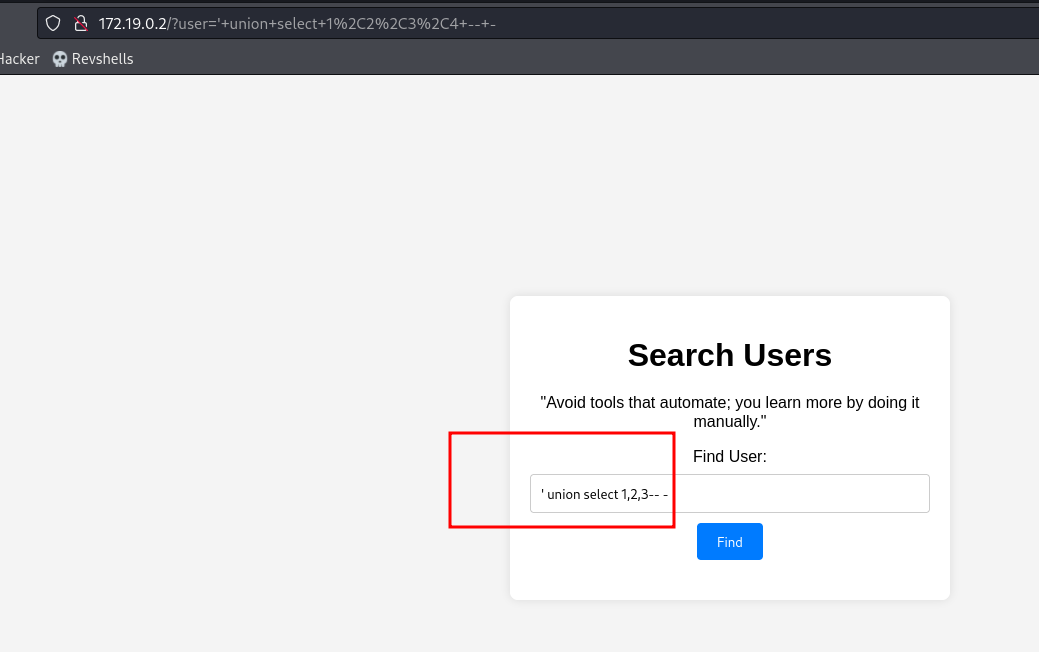 172.19.0.2/?user='+union+select+1%2C2%2C3%2C4+--+-
Hacker Revshells
Search Users
"Avoid tools that automate; you learn more by doing it
manually."
Find User:
' union select 1,2,3-- -
Find